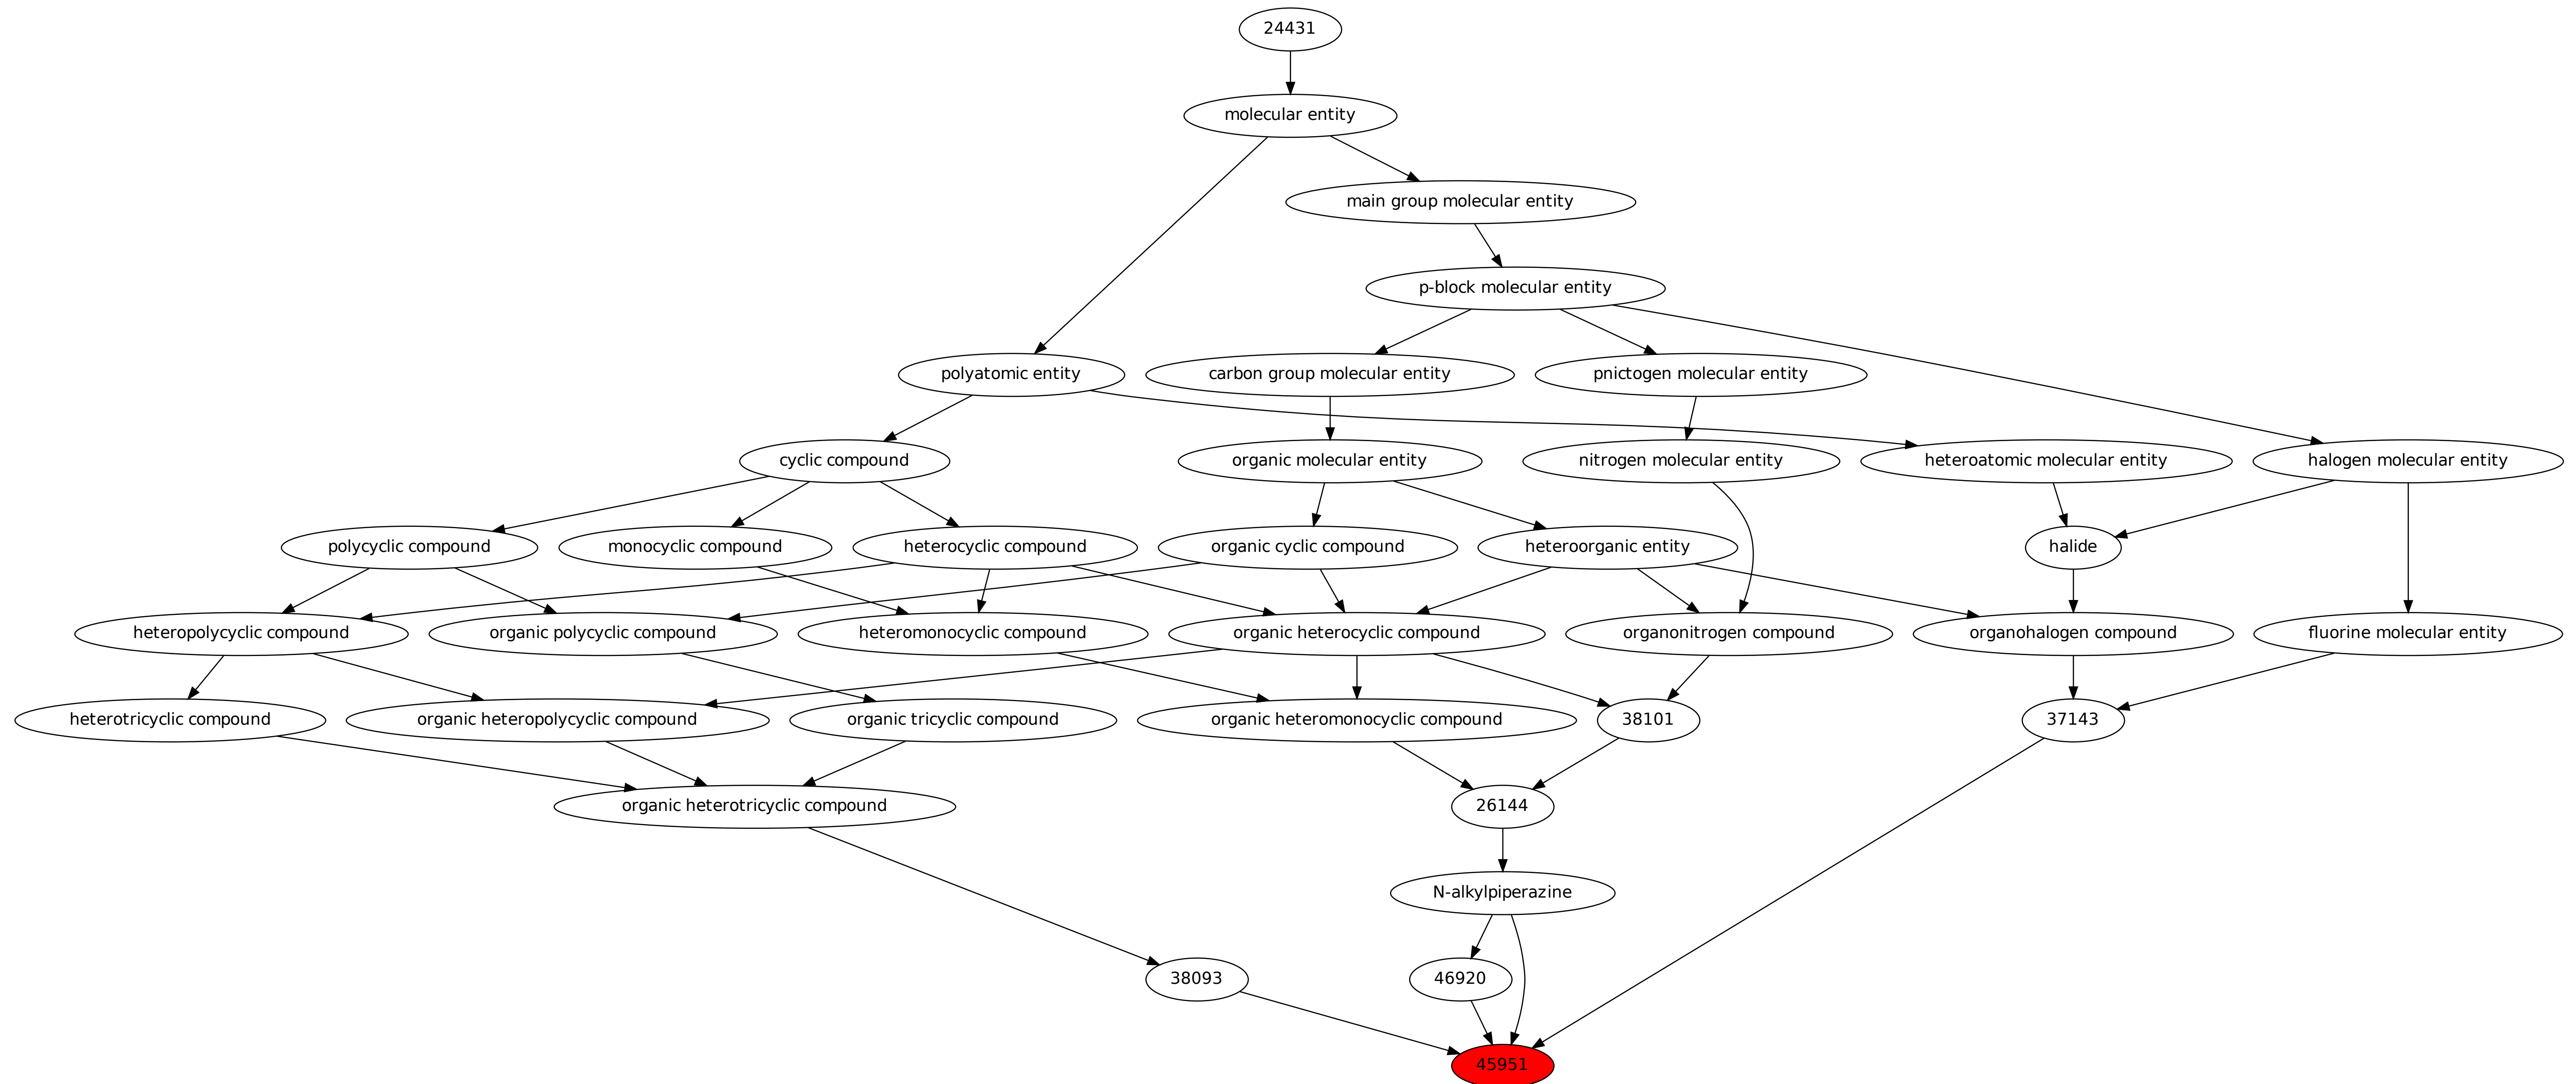 24431
molecular entity
main group molecular entity
p-block molecular entity
polyatomic entity
carbon group molecular entity
pnictogen molecular entity
cyclic compound
organic molecular entity
nitrogen molecular entity
heteroatomic molecular entity
halogen molecular entity
polycyclic compound
monocyclic compound
heterocyclic compound
organic cyclic compound
heteroorganic entity
halide
heteropolycyclic compound
organic polycyclic compound
heteromonocyclic compound
organic heterocyclic compound
organonitrogen compound
organohalogen compound
fluorine molecular entity
heterotricyclic compound
organic heteropolycyclic compound
organic tricyclic compound
organic heteromonocyclic compound
38101
37143
organic heterotricyclic compound
26144
N-alkylpiperazine
38093
46920
45951